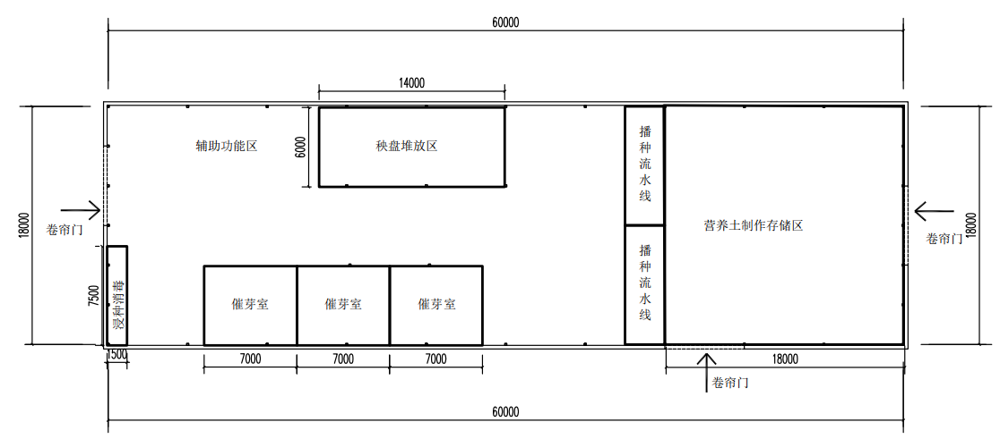 60000
14000
辅助功能区
6000
秧盘堆放区
播种流水线
营养土制作存储区
18000
卷帘门
卷帘门
18000
7500
浸种消毒
催芽室
催芽室
催芽室
播种流水线
1500
7000
7000
7000
18000
卷帘门
60000